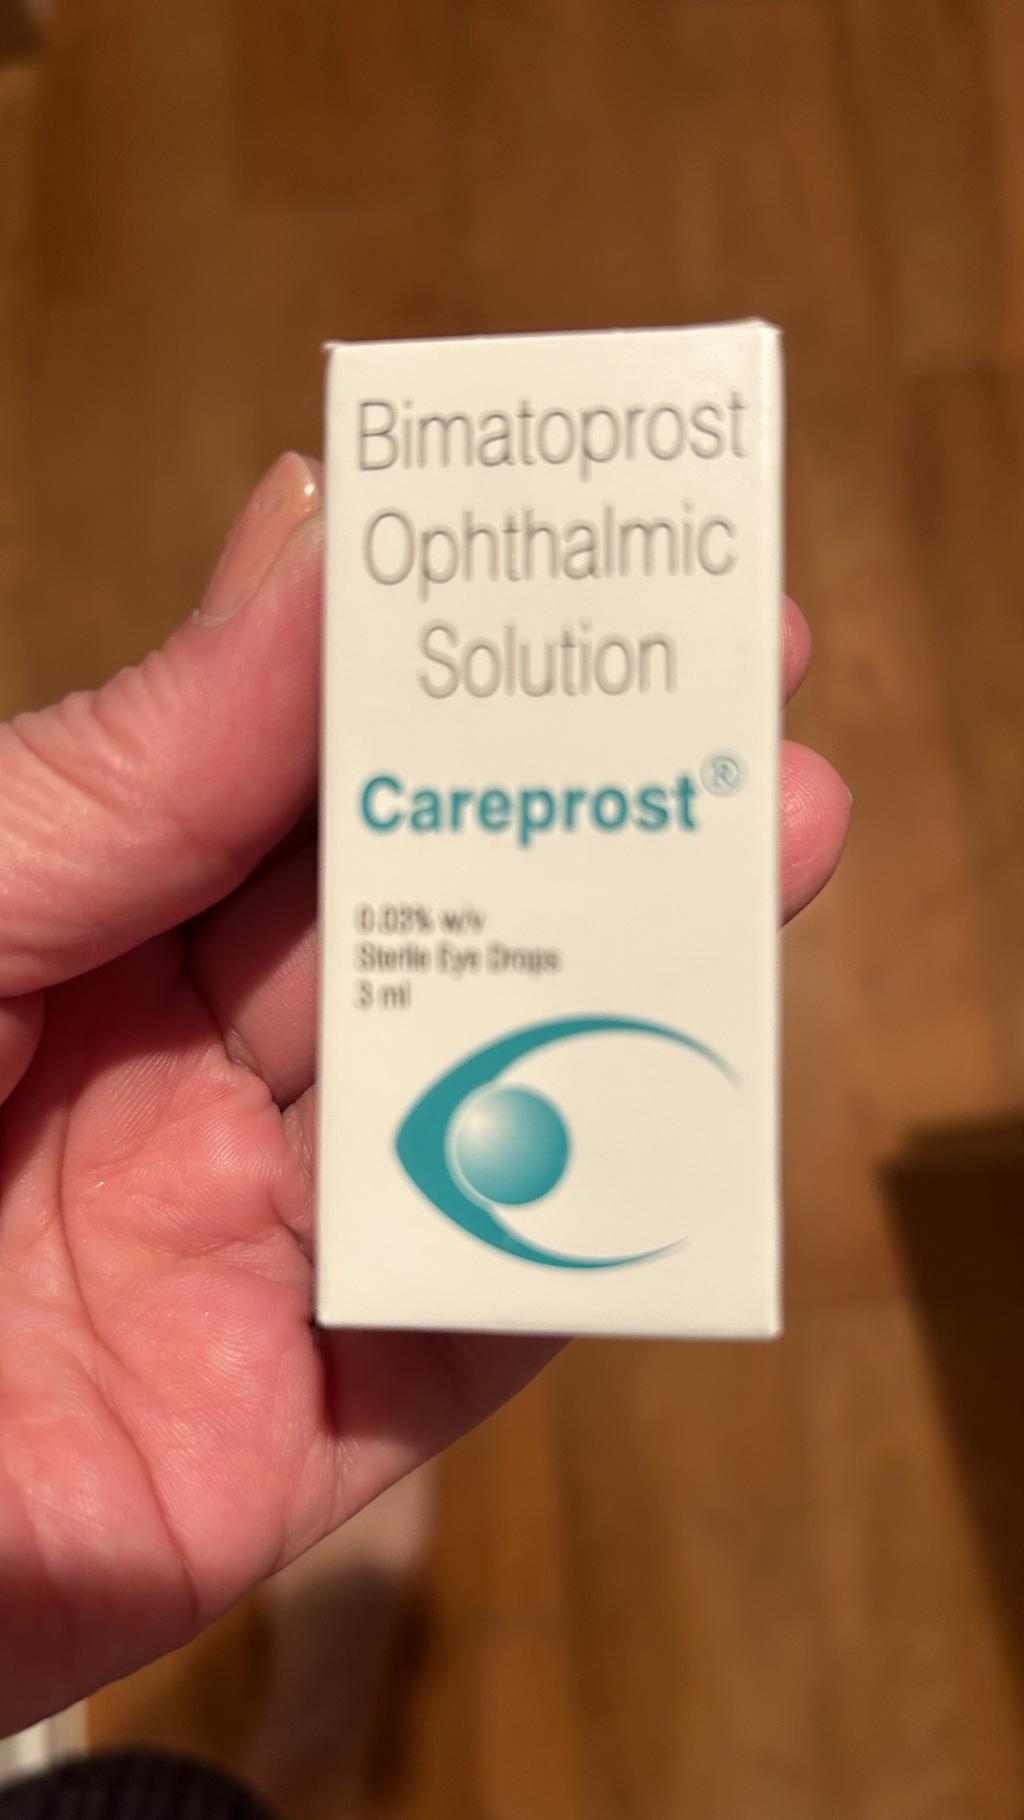 Bimatoprost
Ophthalmic
Solution
Careprost®
0.03% w/v
Sterile Eye Drops
3 ml